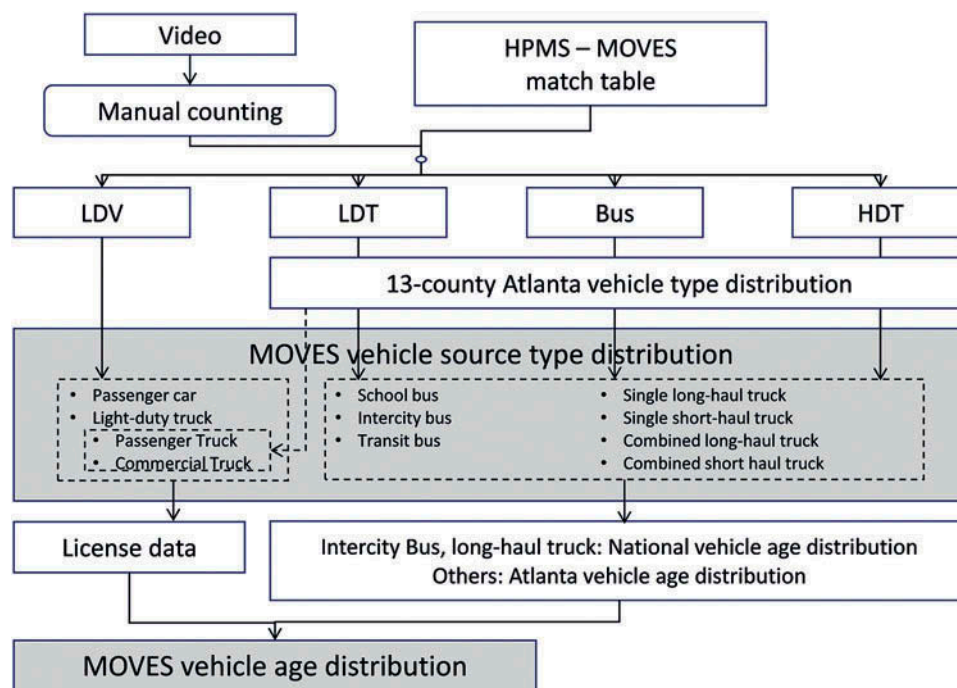 Video
HPMS – MOVES
match table
Manual counting
LDV
LDT
Bus
HDT
13-county Atlanta vehicle type distribution
MOVES vehicle source type distribution
• Passenger car
• Light-duty truck
• Passenger Truck
• Commercial Truck
• School bus
• Intercity bus
• Transit bus
• Single long-haul truck
• Single short-haul truck
• Combined long-haul truck
• Combined short haul truck
License data
Intercity Bus, long-haul truck: National vehicle age distribution
Others: Atlanta vehicle age distribution
MOVES vehicle age distribution